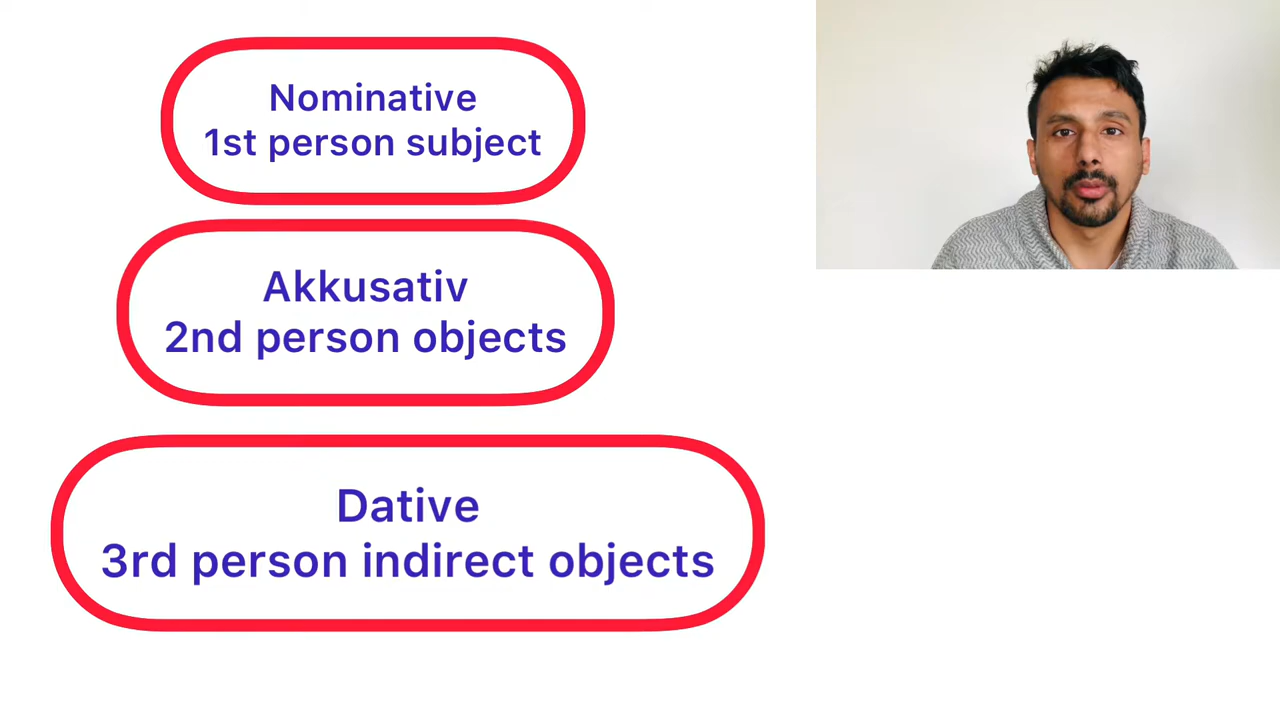 Nominative
1st person subject
Akkusativ
2nd person objects
Dative
3rd person indirect objects